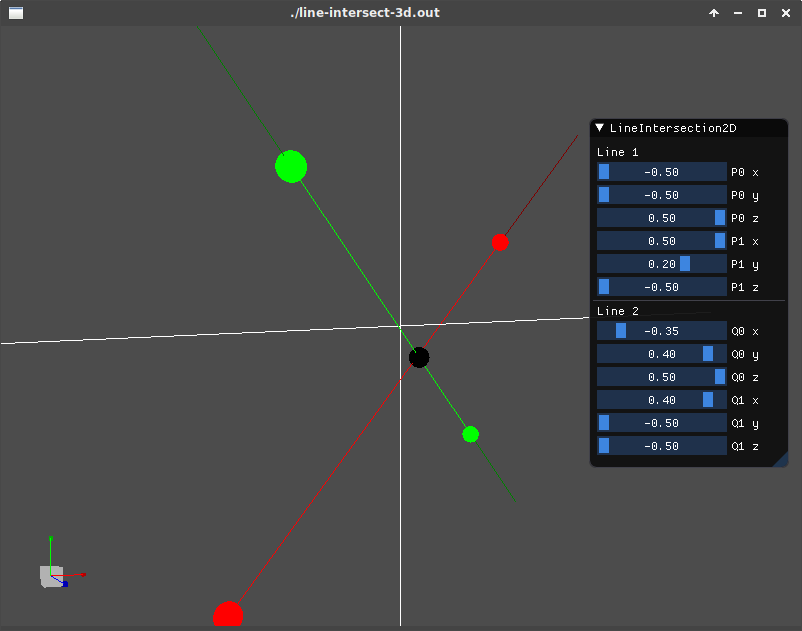 ./line-intersect-3d.out
LineIntersection2D
Line 1
-0.50 P0 x
-0.50 P0 y
0.50 P0 z
0.50 P1 x
0.20 P1 y
-0.50 P1 z
Line 2
-0.35 Q0 x
0.40 Q0 y
0.50 Q0 z
0.40 Q1 x
-0.50 Q1 y
-0.50 Q1 z